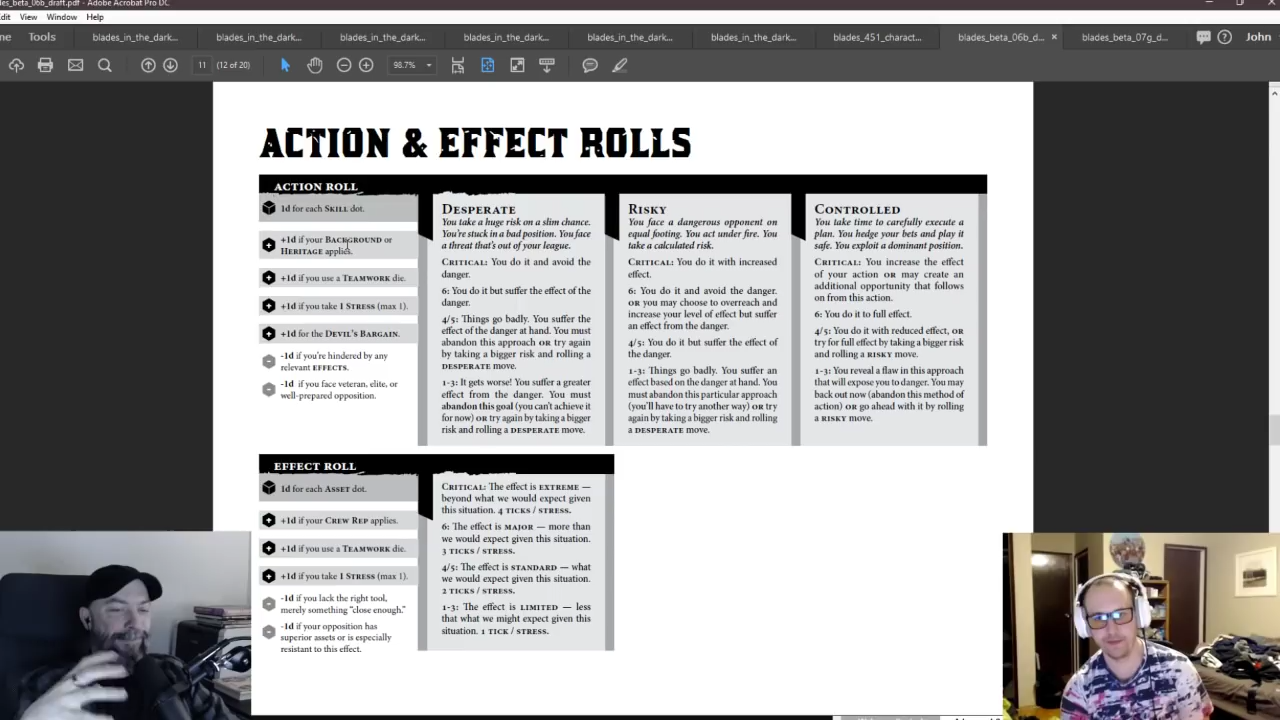 blades_beta_06b_draft.pdf - Adobe Acrobat Pro DC
View Window Help
Tools blades_in_the_dark... blades_in_the_dark... blades_in_the_dark... blades_in_the_dark... blades_in_the_dark... blades_in_the_dark... blades_451_charact... blades_beta_06b_d... × blades_beta_07g_d... John
11 (12 of 20) 98.7%
ACTION & EFFECT ROLLS
ACTION ROLL
1d for each SKILL dot.
+1d if your BACKGROUND or
HERITAGE applies.
+1d if you use a TEAMWORK die.
+1d if you take 1 STRESS (max 1).
+1d for the DEVIL'S BARGAIN.
-1d if you're hindered by any
relevant EFFECTS.
-1d if you face veteran, elite, or
well-prepared opposition.
DESPERATE
You take a huge risk on a slim chance.
You're stuck in a bad position. You face
a threat that's out of your league.
CRITICAL: You do it and avoid the
danger.
6: You do it but suffer the effect of the
danger.
4/5: Things go badly. You suffer the
effect of the danger at hand. You must
abandon this approach OR try again
by taking a bigger risk and rolling a
DESPERATE move.
1-3: It gets worse! You suffer a greater
effect from the danger. You must
abandon this goal (you can't achieve it
for now) OR try again by taking a bigger
risk and rolling a DESPERATE move.
RISKY
You face a dangerous opponent on
equal footing. You act under fire. You
take a calculated risk.
CRITICAL: You do it with increased
effect.
6: You do it and avoid the danger.
OR you may choose to overreach and
increase your level of effect but suffer
an effect from the danger.
4/5: You do it but suffer the effect of
the danger.
1-3: Things go badly. You suffer an
effect based on the danger at hand. You
must abandon this particular approach
(you'll have to try another way) OR try
again by taking a bigger risk and rolling
a DESPERATE move.
CONTROLLED
You take time to carefully execute a
plan. You hedge your bets and play it
safe. You exploit a dominant position.
CRITICAL: You increase the effect
of your action OR may create an
additional opportunity that follows
on from this action.
6: You do it to full effect.
4/5: You do it with reduced effect, OR
try for full effect by taking a bigger risk
and rolling a RISKY move.
1-3: You reveal a flaw in this approach
that will expose you to danger. You may
back out now (abandon this method of
action) OR go ahead with it by rolling
a RISKY move.
EFFECT ROLL
1d for each ASSET dot.
+1d if your CREW REP applies.
+1d if you use a TEAMWORK die.
+1d if you take 1 STRESS (max 1).
-1d if you lack the right tool,
merely something "close enough."
-1d if your opposition has
superior assets or is especially
resistant to this effect.
CRITICAL: The effect is EXTREME —
beyond what we would expect given
this situation. 4 TICKS / STRESS.
6: The effect is MAJOR — more than
we would expect given this situation.
3 TICKS / STRESS.
4/5: The effect is STANDARD — what
we would expect given this situation.
2 TICKS / STRESS.
1-3: The effect is LIMITED — less
that what we might expect given this
situation. 1 TICK / STRESS.